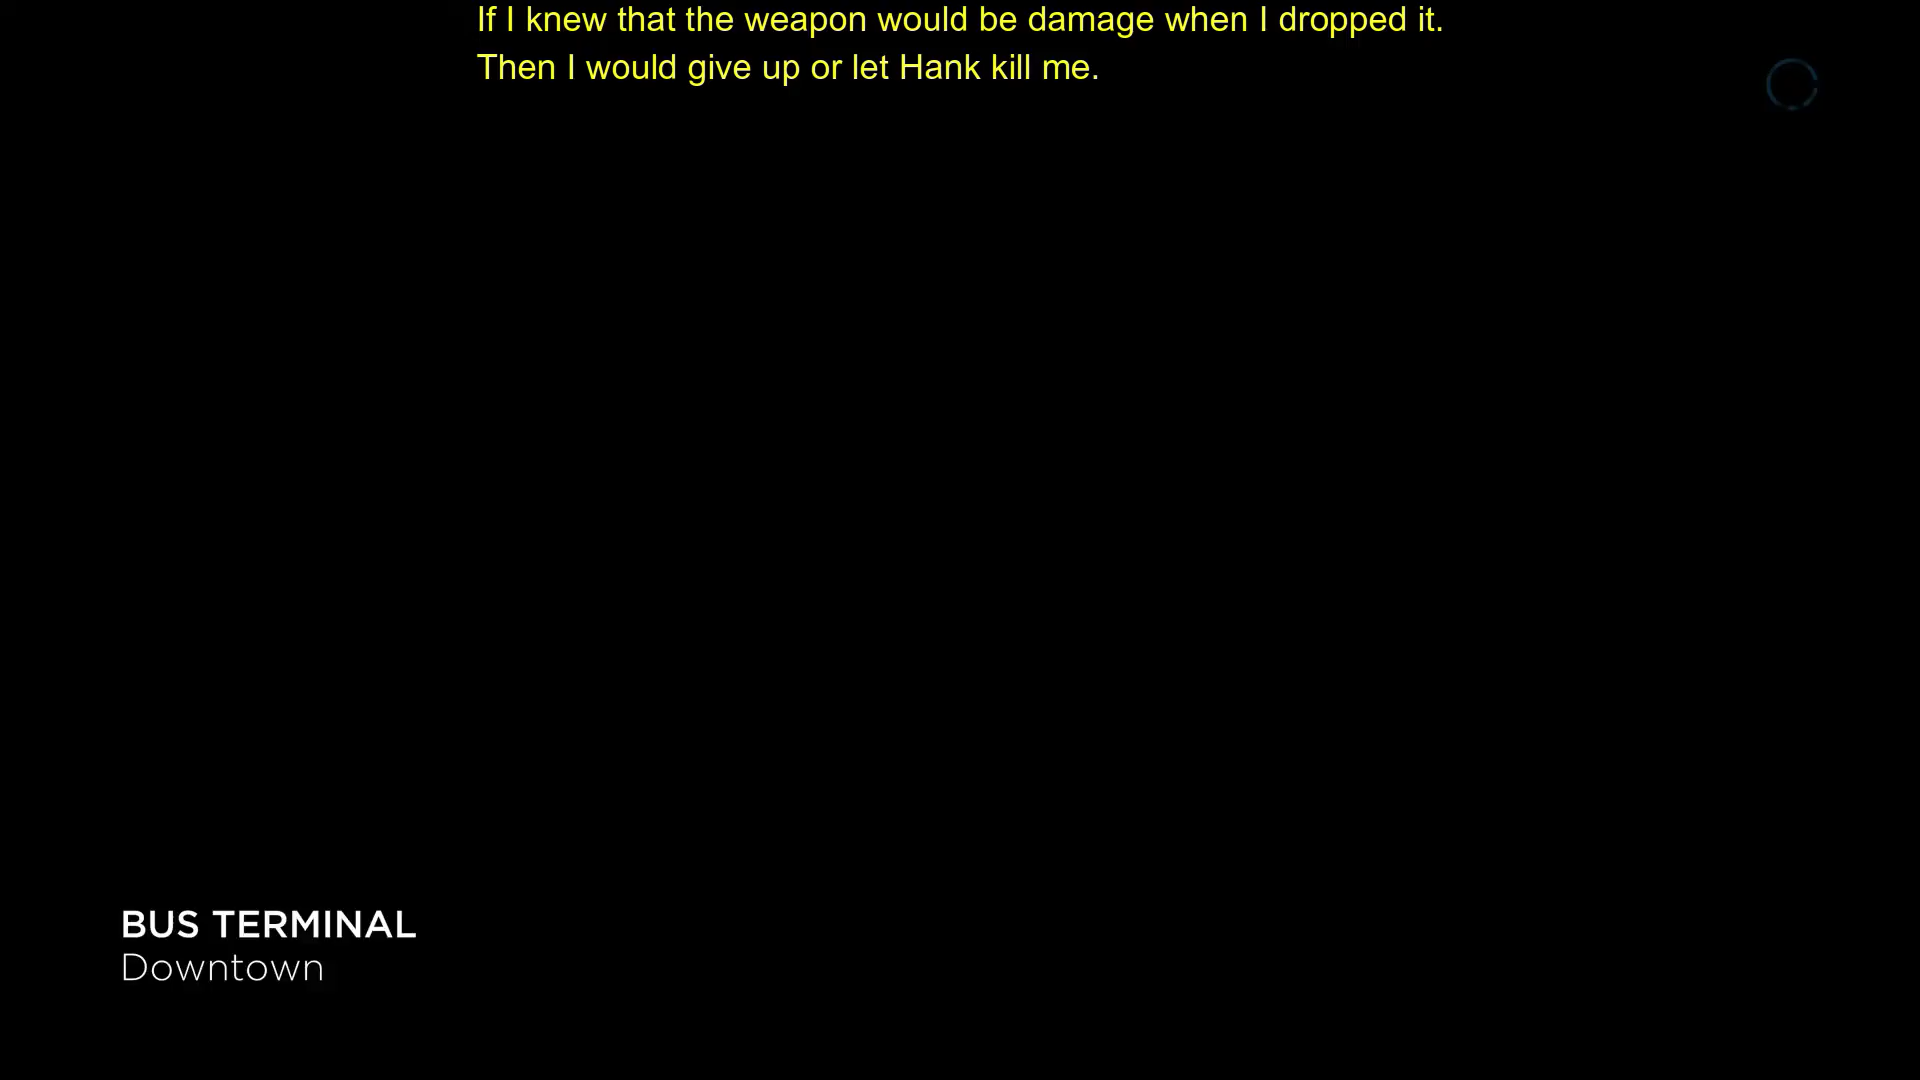 If I knew that the weapon would be damage when I dropped it.
Then I would give up or let Hank kill me.
BUS TERMINAL
Downtown